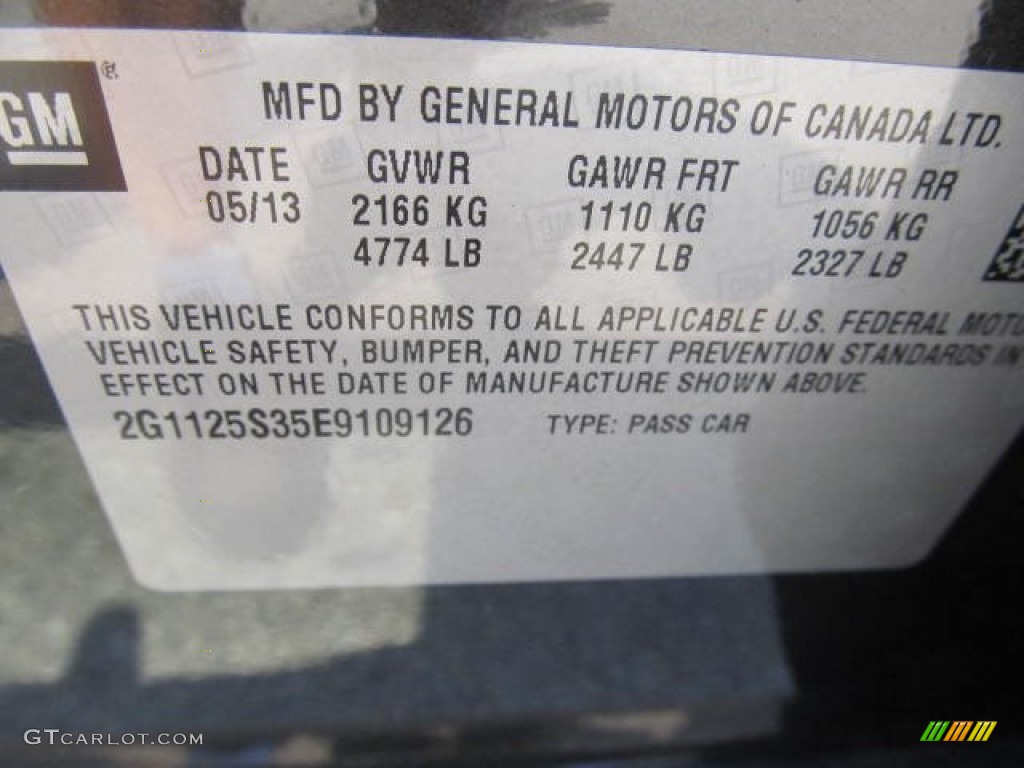 GM
MFD BY GENERAL MOTORS OF CANADA LTD.
DATE GVWR GAWR FRT GAWR RR
05/13 2166 KG 1110 KG 1056 KG
4774 LB 2447 LB 2327 LB
THIS VEHICLE CONFORMS TO ALL APPLICABLE U.S. FEDERAL MOTO
VEHICLE SAFETY, BUMPER, AND THEFT PREVENTION STANDARDS IN
EFFECT ON THE DATE OF MANUFACTURE SHOWN ABOVE.
2G1125S35E9109126 TYPE: PASS CAR
GTCARLOT.COM